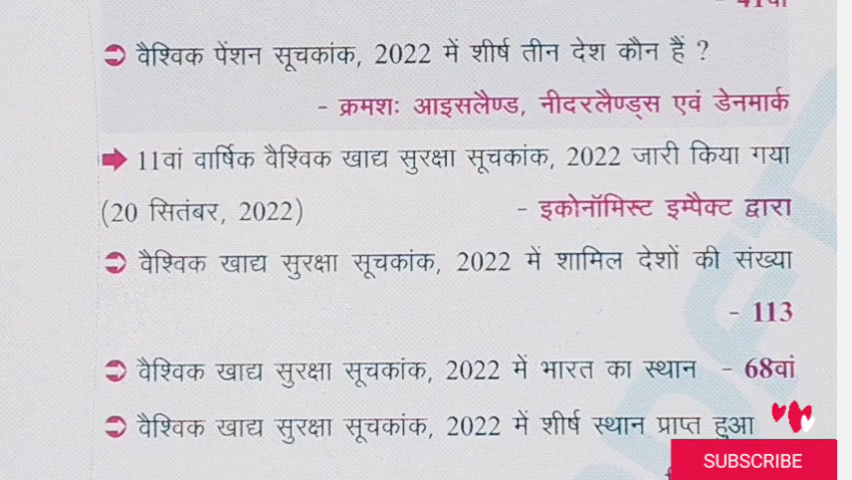 - 41वां
➲ वैश्विक पेंशन सूचकांक, 2022 में शीर्ष तीन देश कौन हैं ?
- क्रमशः आइसलैण्ड, नीदरलैण्ड्स एवं डेनमार्क
➡ 11वां वार्षिक वैश्विक खाद्य सुरक्षा सूचकांक, 2022 जारी किया गया
(20 सितंबर, 2022) - इकोनॉमिस्ट इम्पैक्ट द्वारा
➲ वैश्विक खाद्य सुरक्षा सूचकांक, 2022 में शामिल देशों की संख्या
- 113
➲ वैश्विक खाद्य सुरक्षा सूचकांक, 2022 में भारत का स्थान - 68वां
➲ वैश्विक खाद्य सुरक्षा सूचकांक, 2022 में शीर्ष स्थान प्राप्त हुआ
SUBSCRIBE